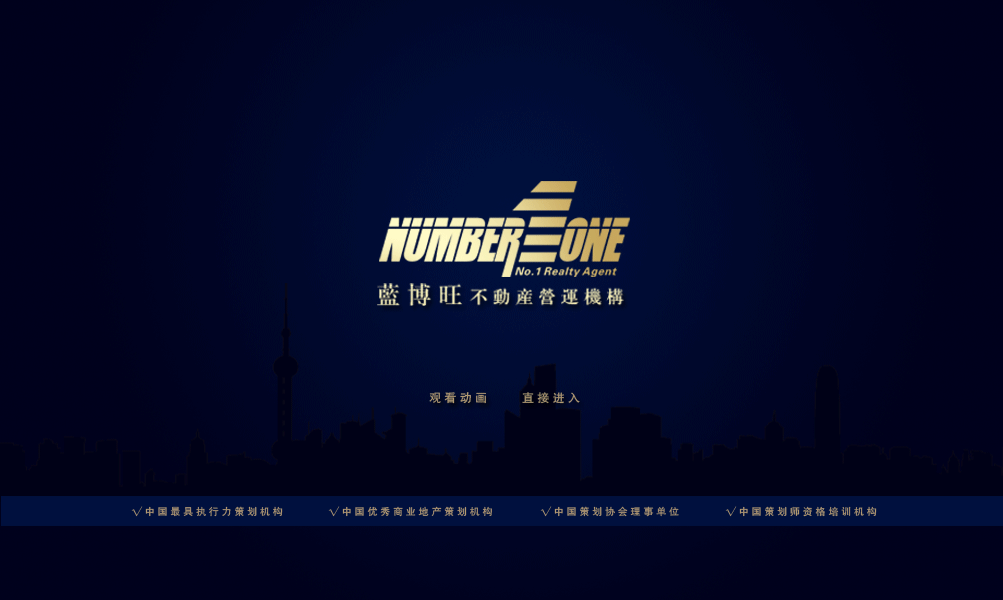 NUMBER ONE
No.1 Realty Agent
藍博旺不動産營運機構
观看动画 直接进入
√中国最具执行力策划机构 √中国优秀商业地产策划机构 √中国策划协会理事单位 √中国策划师资格培训机构